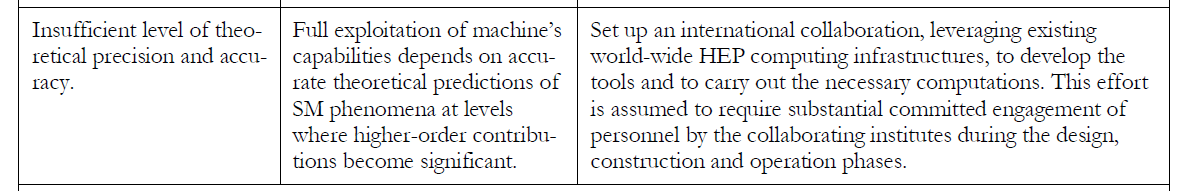 Insufficient level of theo-
retical precision and accu-
racy.
Full exploitation of machine's
capabilities depends on accu-
rate theoretical predictions of
SM phenomena at levels
where higher-order contribu-
tions become significant.
Set up an international collaboration, leveraging existing
world-wide HEP computing infrastructures, to develop the
tools and to carry out the necessary computations. This effort
is assumed to require substantial committed engagement of
personnel by the collaborating institutes during the design,
construction and operation phases.